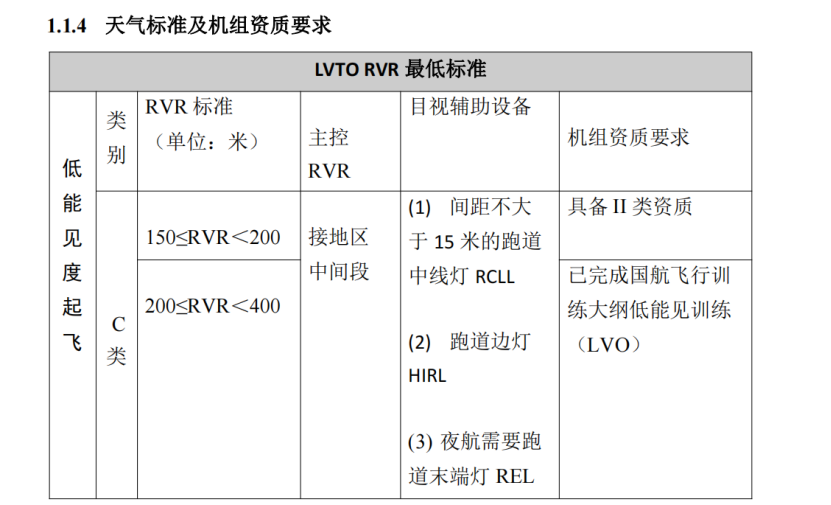 1.1.4 天气标准及机组资质要求
LVTO RVR 最低标准
低能见度起飞
类别
RVR 标准
（单位：米）
主控
RVR
目视辅助设备
机组资质要求
C
类
150≤RVR＜200
接地区
中间段
(1) 间距不大
于 15 米的跑道
中线灯 RCLL
(2) 跑道边灯
HIRL
(3) 夜航需要跑
道末端灯 REL
具备 II 类资质
200≤RVR＜400
已完成国航飞行训
练大纲低能见训练
（LVO）